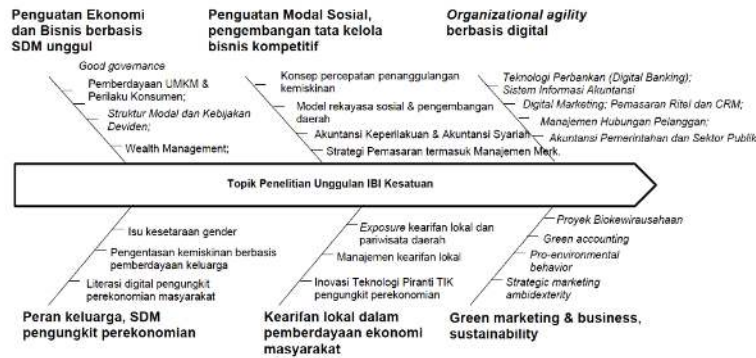 Penguatan Ekonomi
dan Bisnis berbasis
SDM unggul
Good governance
Pemberdayaan UMKM &
Perilaku Konsumen;
Struktur Modal dan Kebijakan
Deviden;
Wealth Management;
Penguatan Modal Sosial,
pengembangan tata kelola
bisnis kompetitif
Konsep percepatan penanggulangan
kemiskinan
Model rekayasa sosial & pengembangan
daerah
Akuntansi Keperilakuan & Akuntansi Syariah
Strategi Pemasaran termasuk Manajemen Merk.
Organizational agility
berbasis digital
Teknologi Perbankan (Digital Banking);
Sistem Informasi Akuntansi
Digital Marketing; Pemasaran Ritel dan CRM;
Manajemen Hubungan Pelanggan;
Akuntansi Pemerintahan dan Sektor Publik
Topik Penelitian Unggulan IBI Kesatuan
Isu kesetaraan gender
Pengentasan kemiskinan berbasis
pemberdayaan keluarga
Literasi digital pengungkit
perekonomian masyarakat
Peran keluarga, SDM
pengungkit perekonomian
Exposure kearifan lokal dan
pariwisata daerah
Manajemen kearifan lokal
Inovasi Teknologi Piranti TIK
pengungkit perekonomian
Kearifan lokal dalam
pemberdayaan ekonomi
masyarakat
Proyek Biokewirausahaan
Green accounting
Pro-environmental
behavior
Strategic marketing
ambidexterity
Green marketing & business,
sustainability